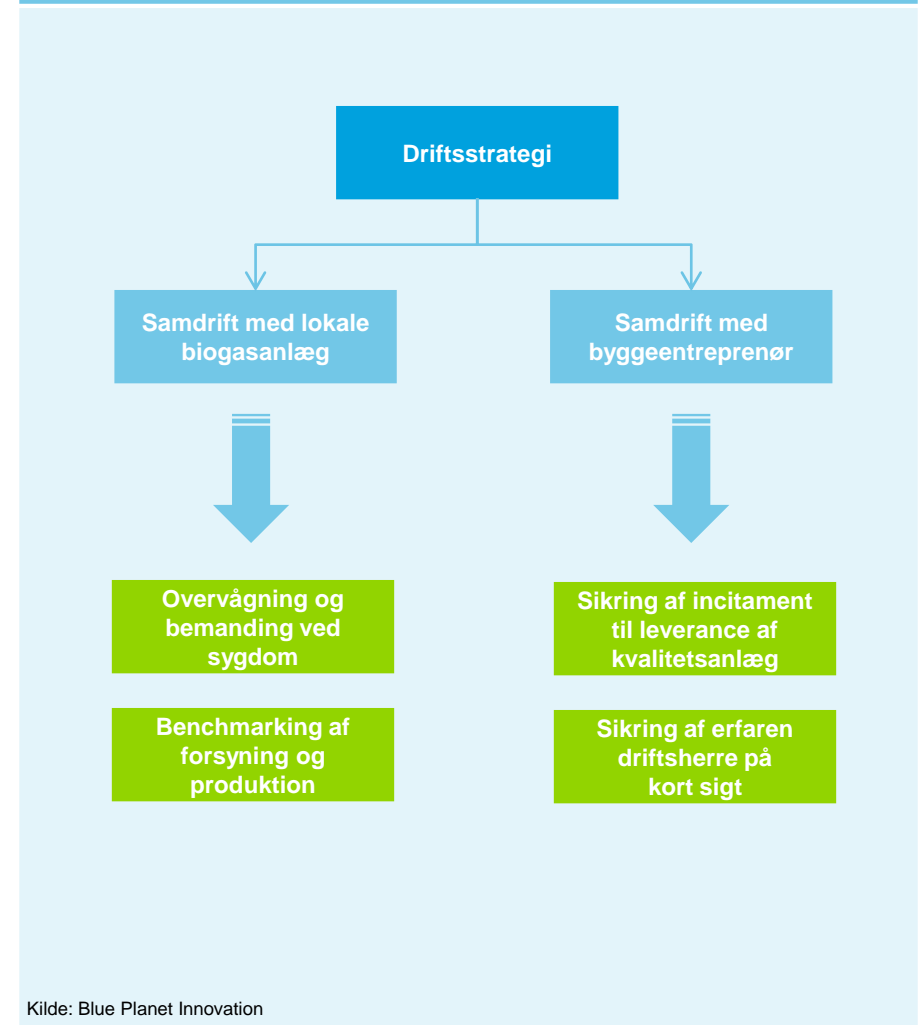 Driftsstrategi
Samdrift med lokale
biogasanlæg
Samdrift med
byggeentreprenør
Overvågning og
bemanding ved
sygdom
Sikring af incitament
til leverance af
kvalitetsanlæg
Benchmarking af
forsyning og
produktion
Sikring af erfaren
driftsherre på
kort sigt
Kilde: Blue Planet Innovation